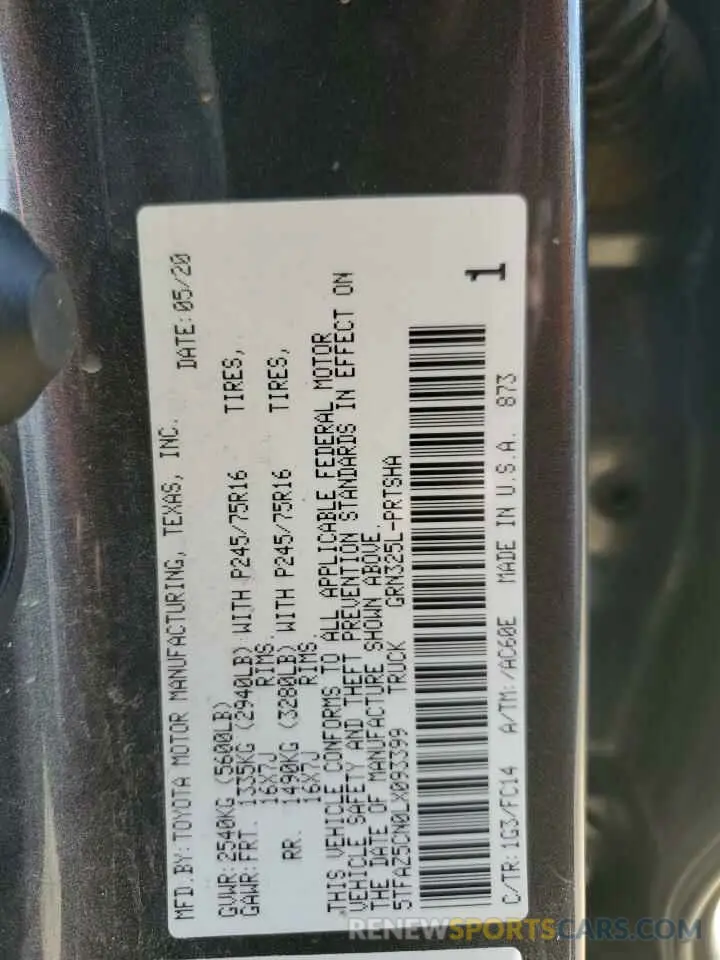 MFD.BY:TOYOTA MOTOR MANUFACTURING, TEXAS, INC. DATE:05/20
GVWR:2540KG (5600LB)
GAWR:FRT. 1335KG (2940LB) WITH P245/75R16 TIRES,
16X7J RIMS.
RR. 1490KG (3280LB) WITH P245/75R16 TIRES,
16X7J RIMS.
THIS VEHICLE CONFORMS TO ALL APPLICABLE FEDERAL MOTOR
VEHICLE SAFETY AND THEFT PREVENTION STANDARDS IN EFFECT ON
THE DATE OF MANUFACTURE SHOWN ABOVE.
5TFAZ5CN0LX093399 TRUCK GRN325L-PRTSHA
1
C/TR:1G3/FC14 A/TM:/AC60E MADE IN U.S.A. 873
RENEWSPORTCARS.COM